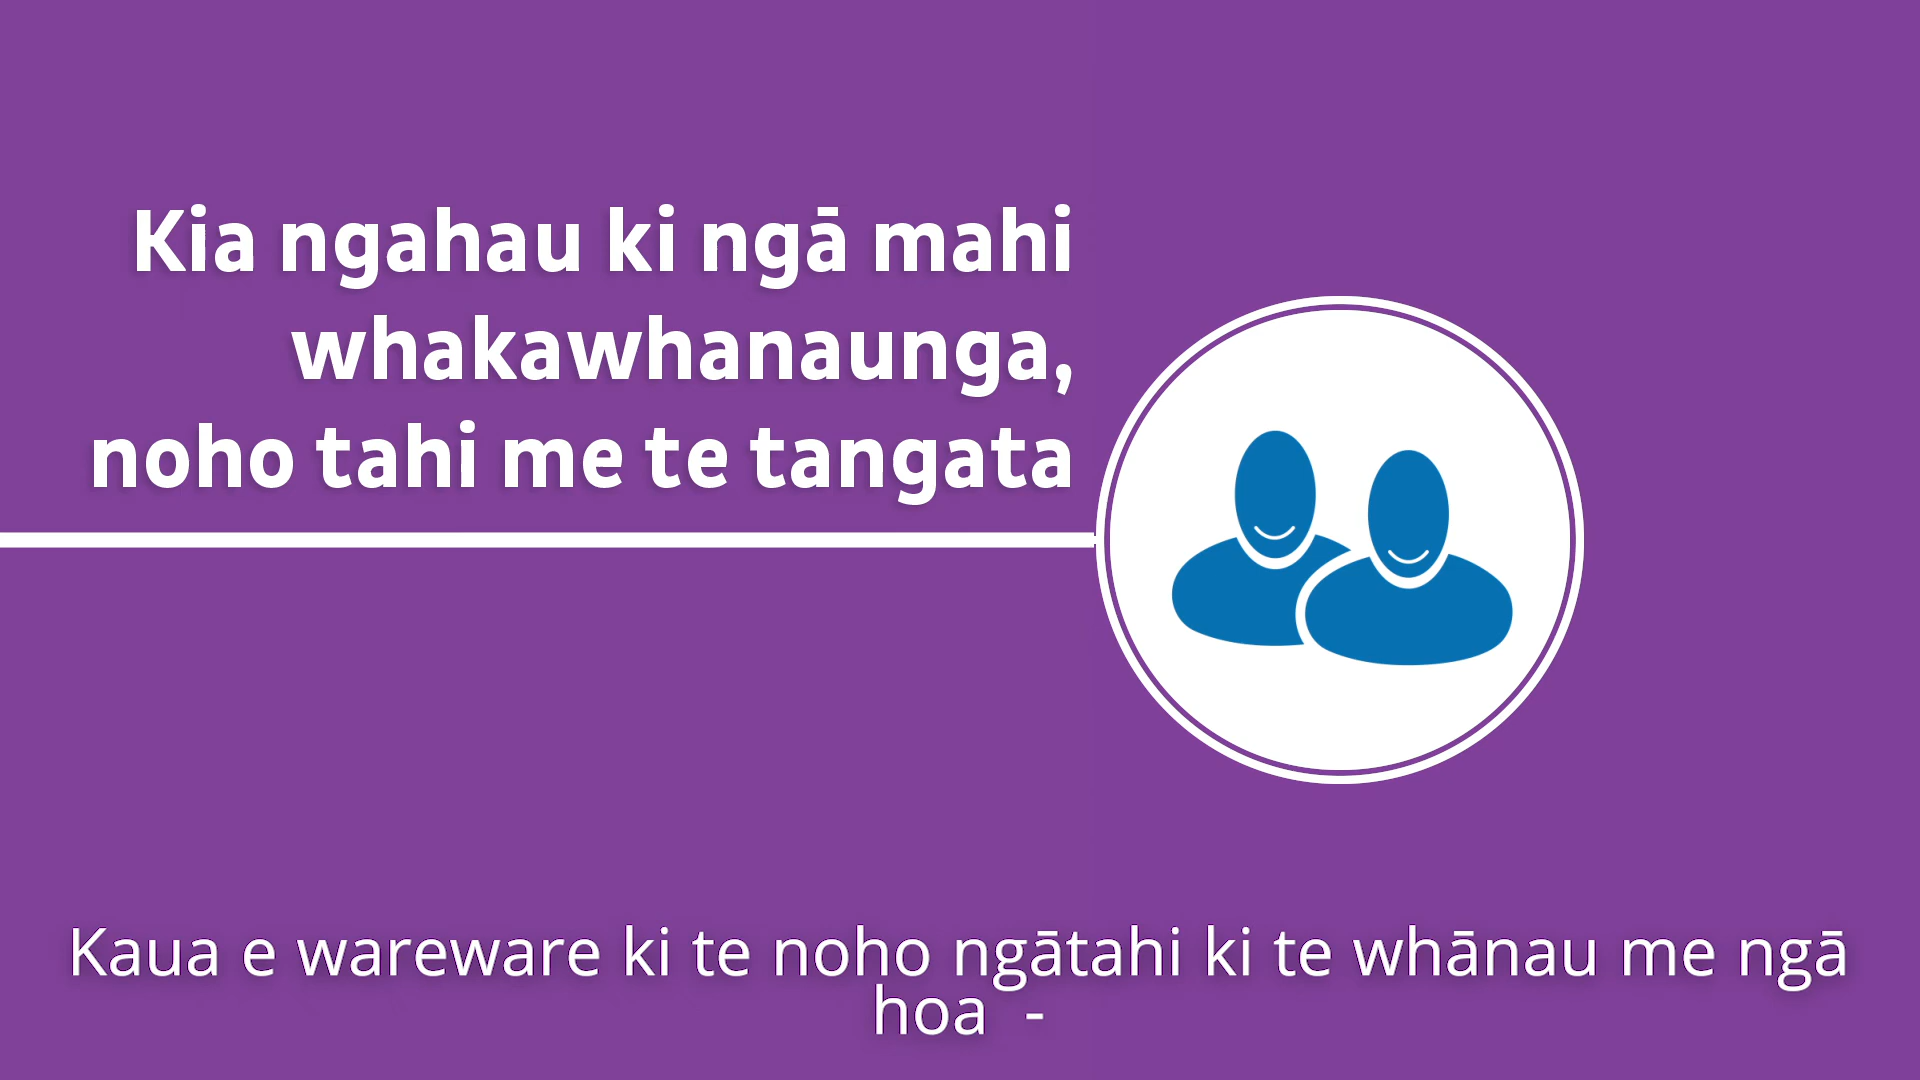 Kia ngahau ki ngā mahi
whakawhanaunga,
noho tahi me te tangata
Kaua e wareware ki te noho ngātahi ki te whānau me ngā
hoa -